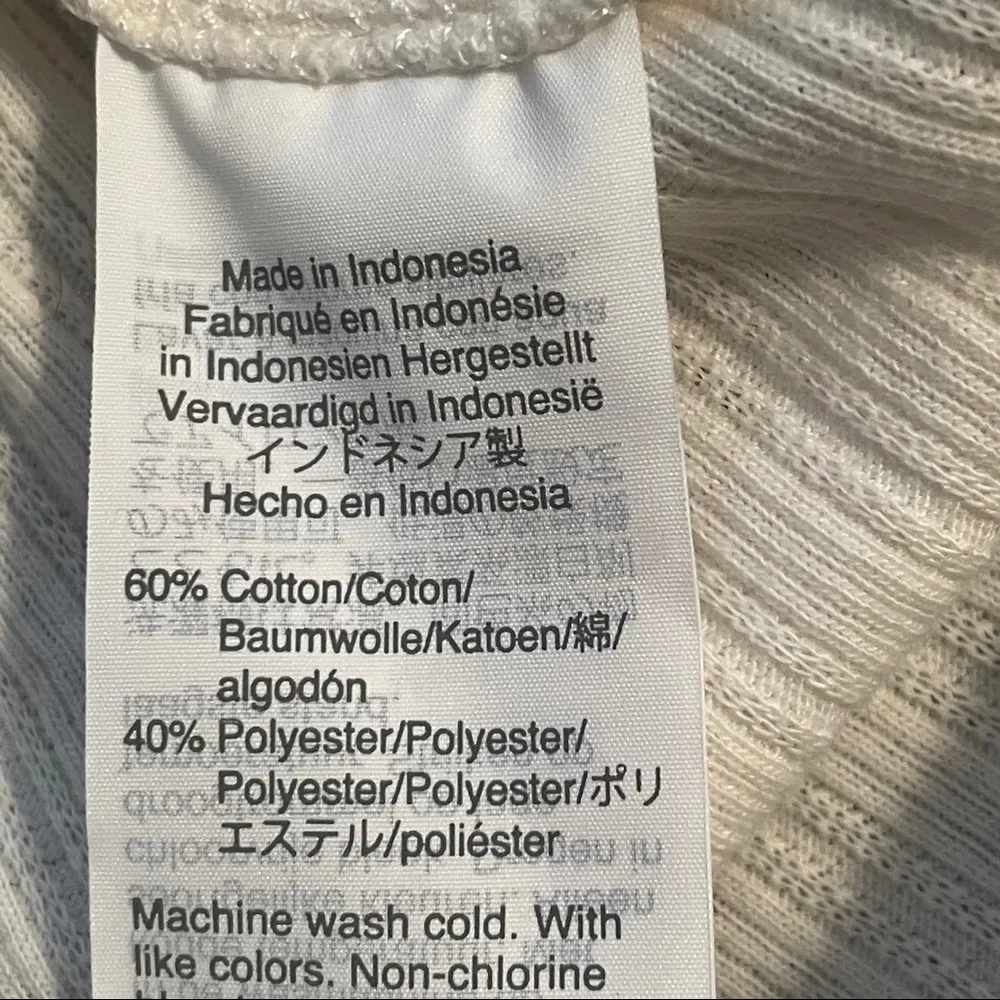 Made in Indonesia
Fabriqué en Indonésie
in Indonesien Hergestellt
Vervaardigd in Indonesië
インドネシア製
Hecho en Indonesia
60% Cotton/Coton/
Baumwolle/Katoen/綿/
algodón
40% Polyester/Polyester/
Polyester/Polyester/ポリ
エステル/poliéster
Machine wash cold. With
like colors. Non-chlorine